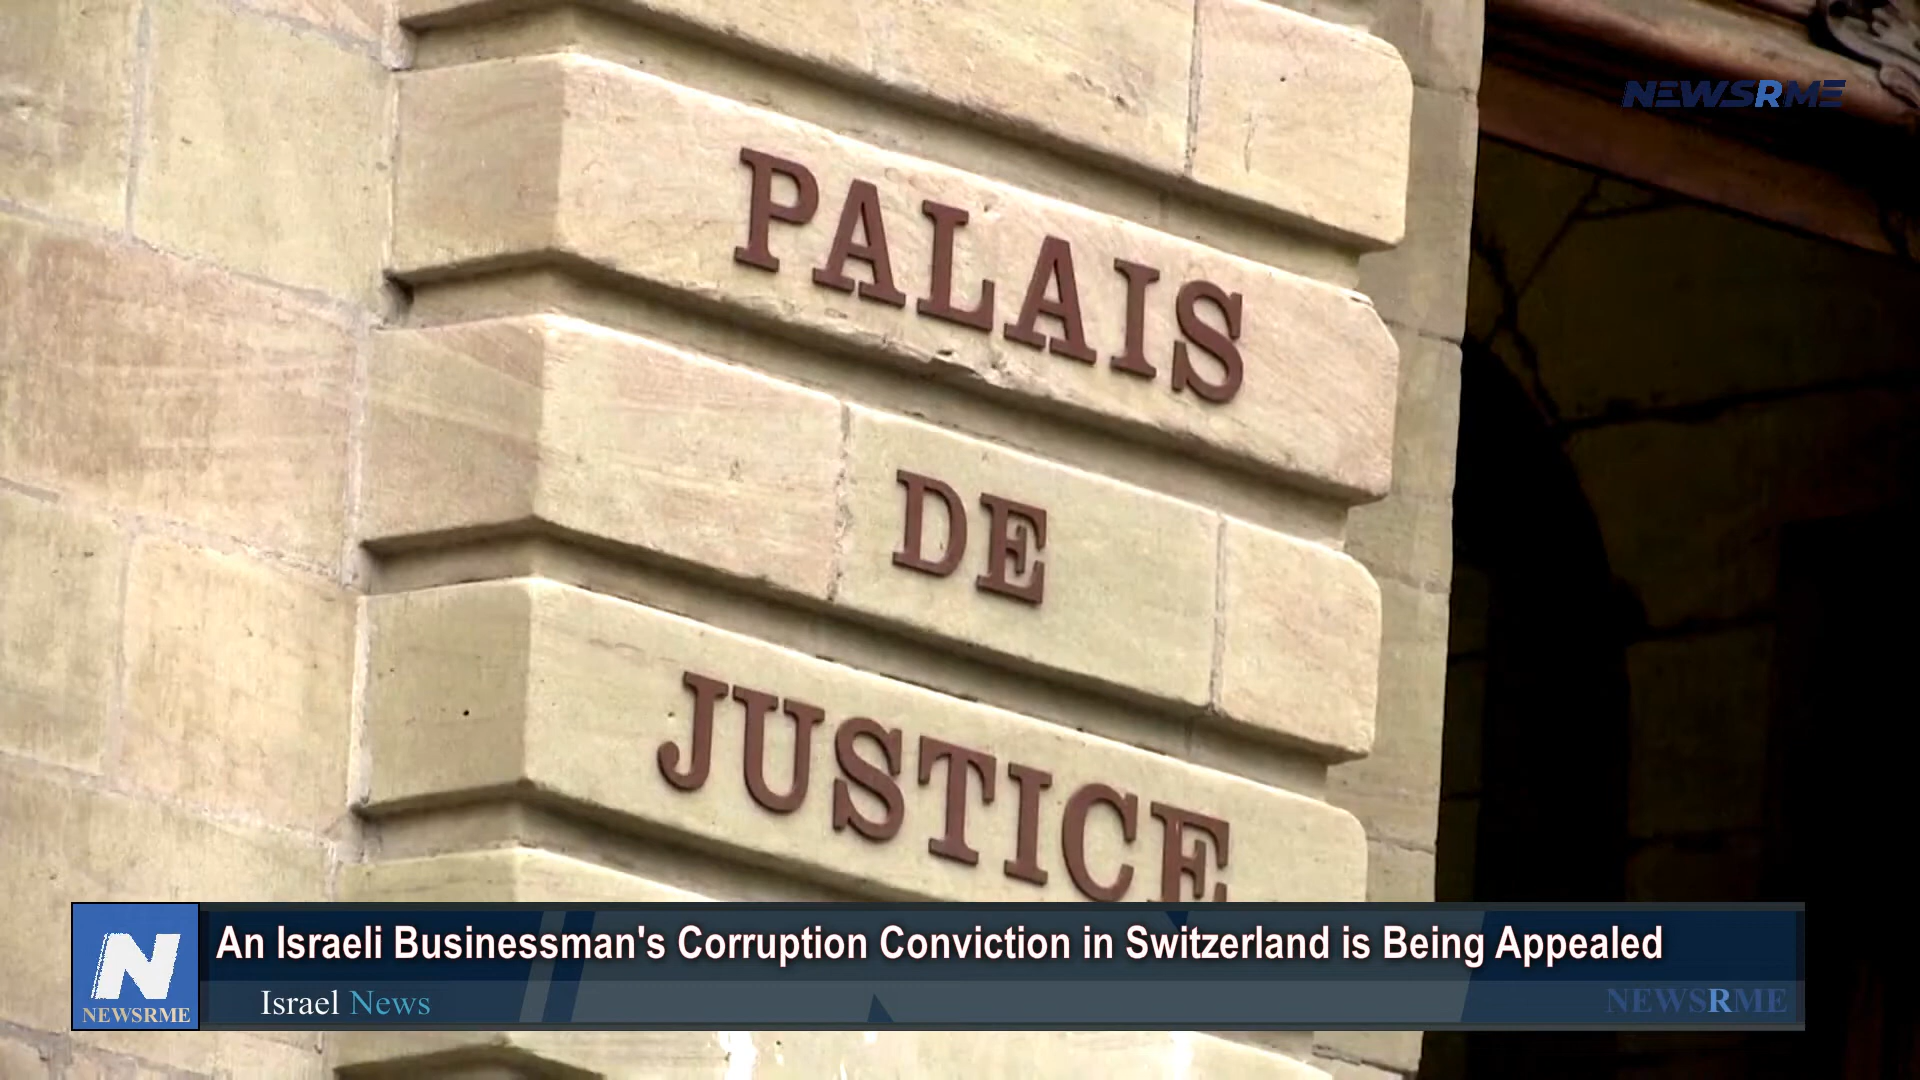 NEWSRME
PALAIS
DE
JUSTICE
An Israeli Businessman's Corruption Conviction in Switzerland is Being Appealed
N
NEWSRME
Israel News
NEWSRME